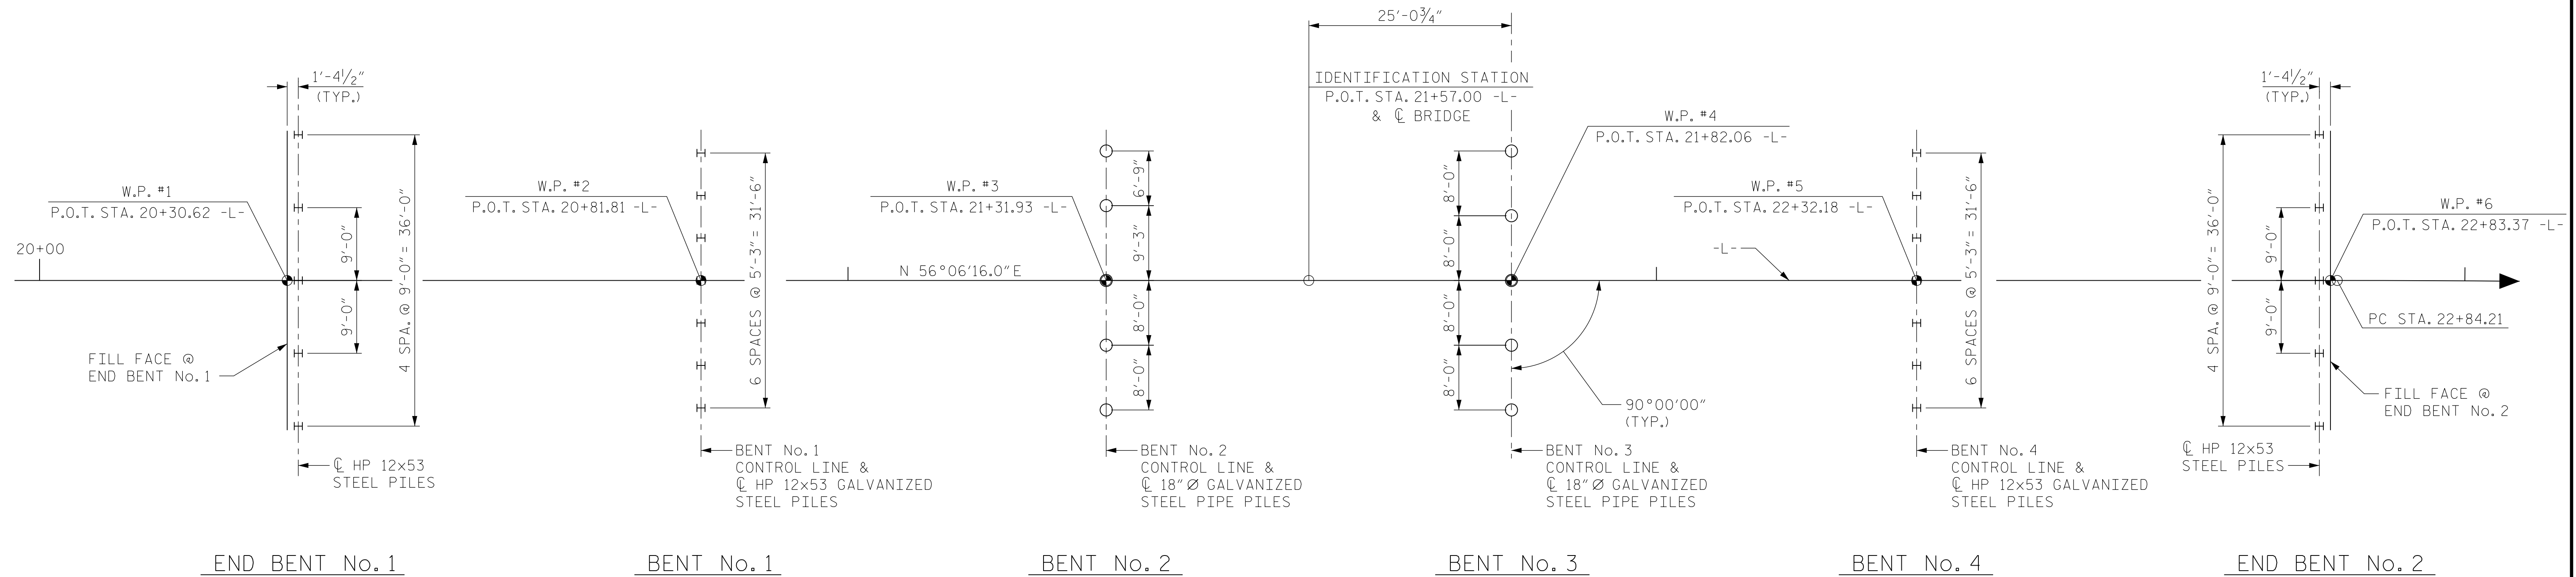 25'-0¾"
1'-4½"
(TYP.)
IDENTIFICATION STATION
P.O.T. STA. 21+57.00 -L-
& ℄ BRIDGE
1'-4½"
(TYP.)
W.P. #1
P.O.T. STA. 20+30.62 -L-
W.P. #2
P.O.T. STA. 20+81.81 -L-
W.P. #3
P.O.T. STA. 21+31.93 -L-
W.P. #4
P.O.T. STA. 21+82.06 -L-
W.P. #5
P.O.T. STA. 22+32.18 -L-
W.P. #6
P.O.T. STA. 22+83.37 -L-
20+00
9'-0"
9'-0"
4 SPA. @ 9'-0" = 36'-0"
6 SPACES @ 5'-3" = 31'-6"
N 56°06'16.0"E
6'-9"
9'-3"
8'-0"
8'-0"
8'-0"
8'-0"
8'-0"
8'-0"
-L-
6 SPACES @ 5'-3" = 31'-6"
4 SPA. @ 9'-0" = 36'-0"
9'-0"
9'-0"
PC STA. 22+84.21
FILL FACE @
END BENT No. 1
90°00'00"
(TYP.)
FILL FACE @
END BENT No. 2
℄ HP 12x53
STEEL PILES
BENT No. 1
CONTROL LINE &
℄ HP 12x53 GALVANIZED
STEEL PILES
BENT No. 2
CONTROL LINE &
℄ 18"Ø GALVANIZED
STEEL PIPE PILES
BENT No. 3
CONTROL LINE &
℄ 18"Ø GALVANIZED
STEEL PIPE PILES
BENT No. 4
CONTROL LINE &
℄ HP 12x53 GALVANIZED
STEEL PILES
℄ HP 12x53
STEEL PILES
END BENT No. 1
BENT No. 1
BENT No. 2
BENT No. 3
BENT No. 4
END BENT No. 2